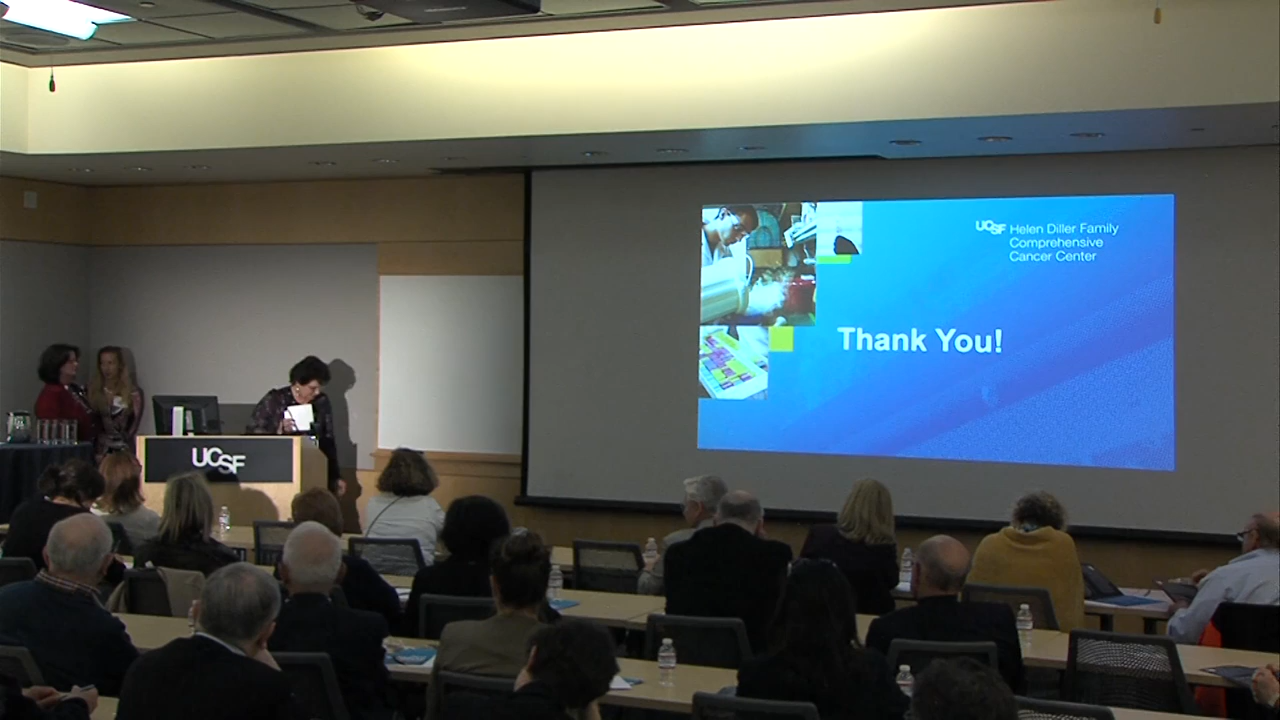 UCSF Helen Diller Family
Comprehensive
Cancer Center
Thank You!
UCSF